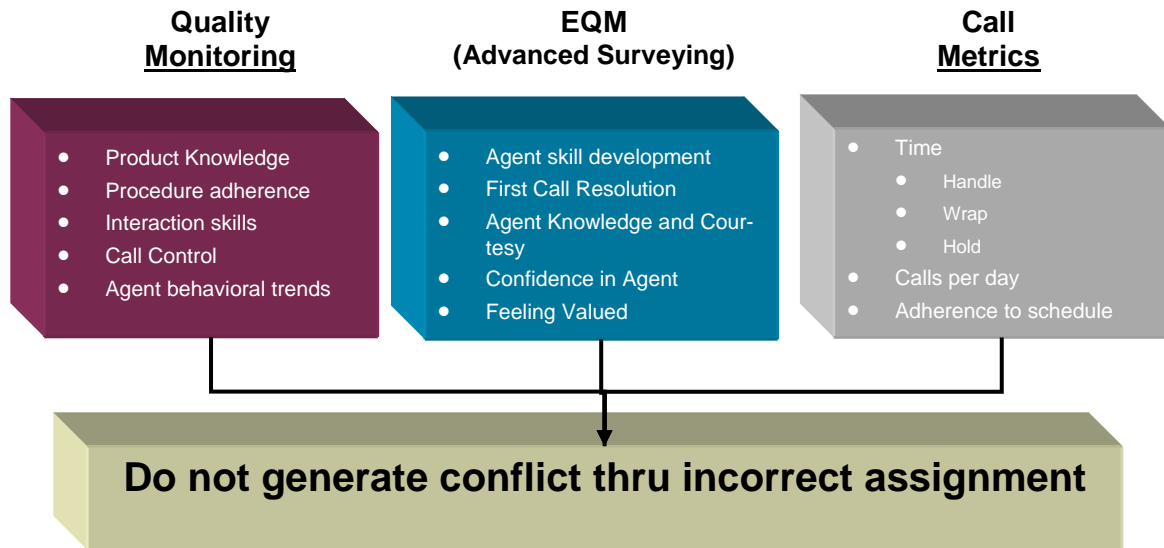 Quality
Monitoring
EQM
(Advanced Surveying)
Call
Metrics
• Product Knowledge
• Procedure adherence
• Interaction skills
• Call Control
• Agent behavioral trends
• Agent skill development
• First Call Resolution
• Agent Knowledge and Cour-
tesy
• Confidence in Agent
• Feeling Valued
• Time
• Handle
• Wrap
• Hold
• Calls per day
• Adherence to schedule
Do not generate conflict thru incorrect assignment